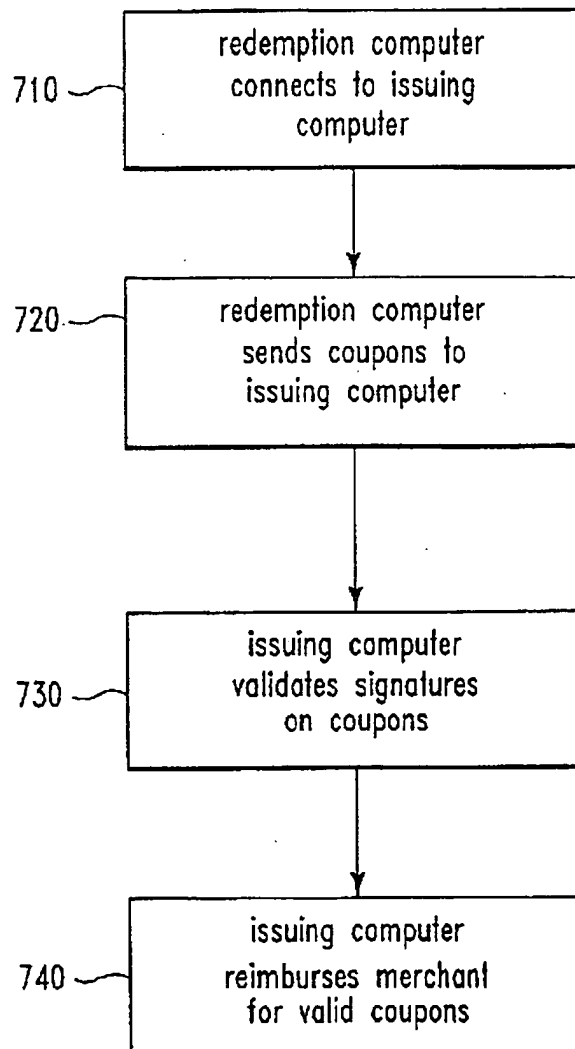 710
redemption computer
connects to issuing
computer
720
redemption computer
sends coupons to
issuing computer
730
issuing computer
validates signatures
on coupons
740
issuing computer
reimburses merchant
for valid coupons